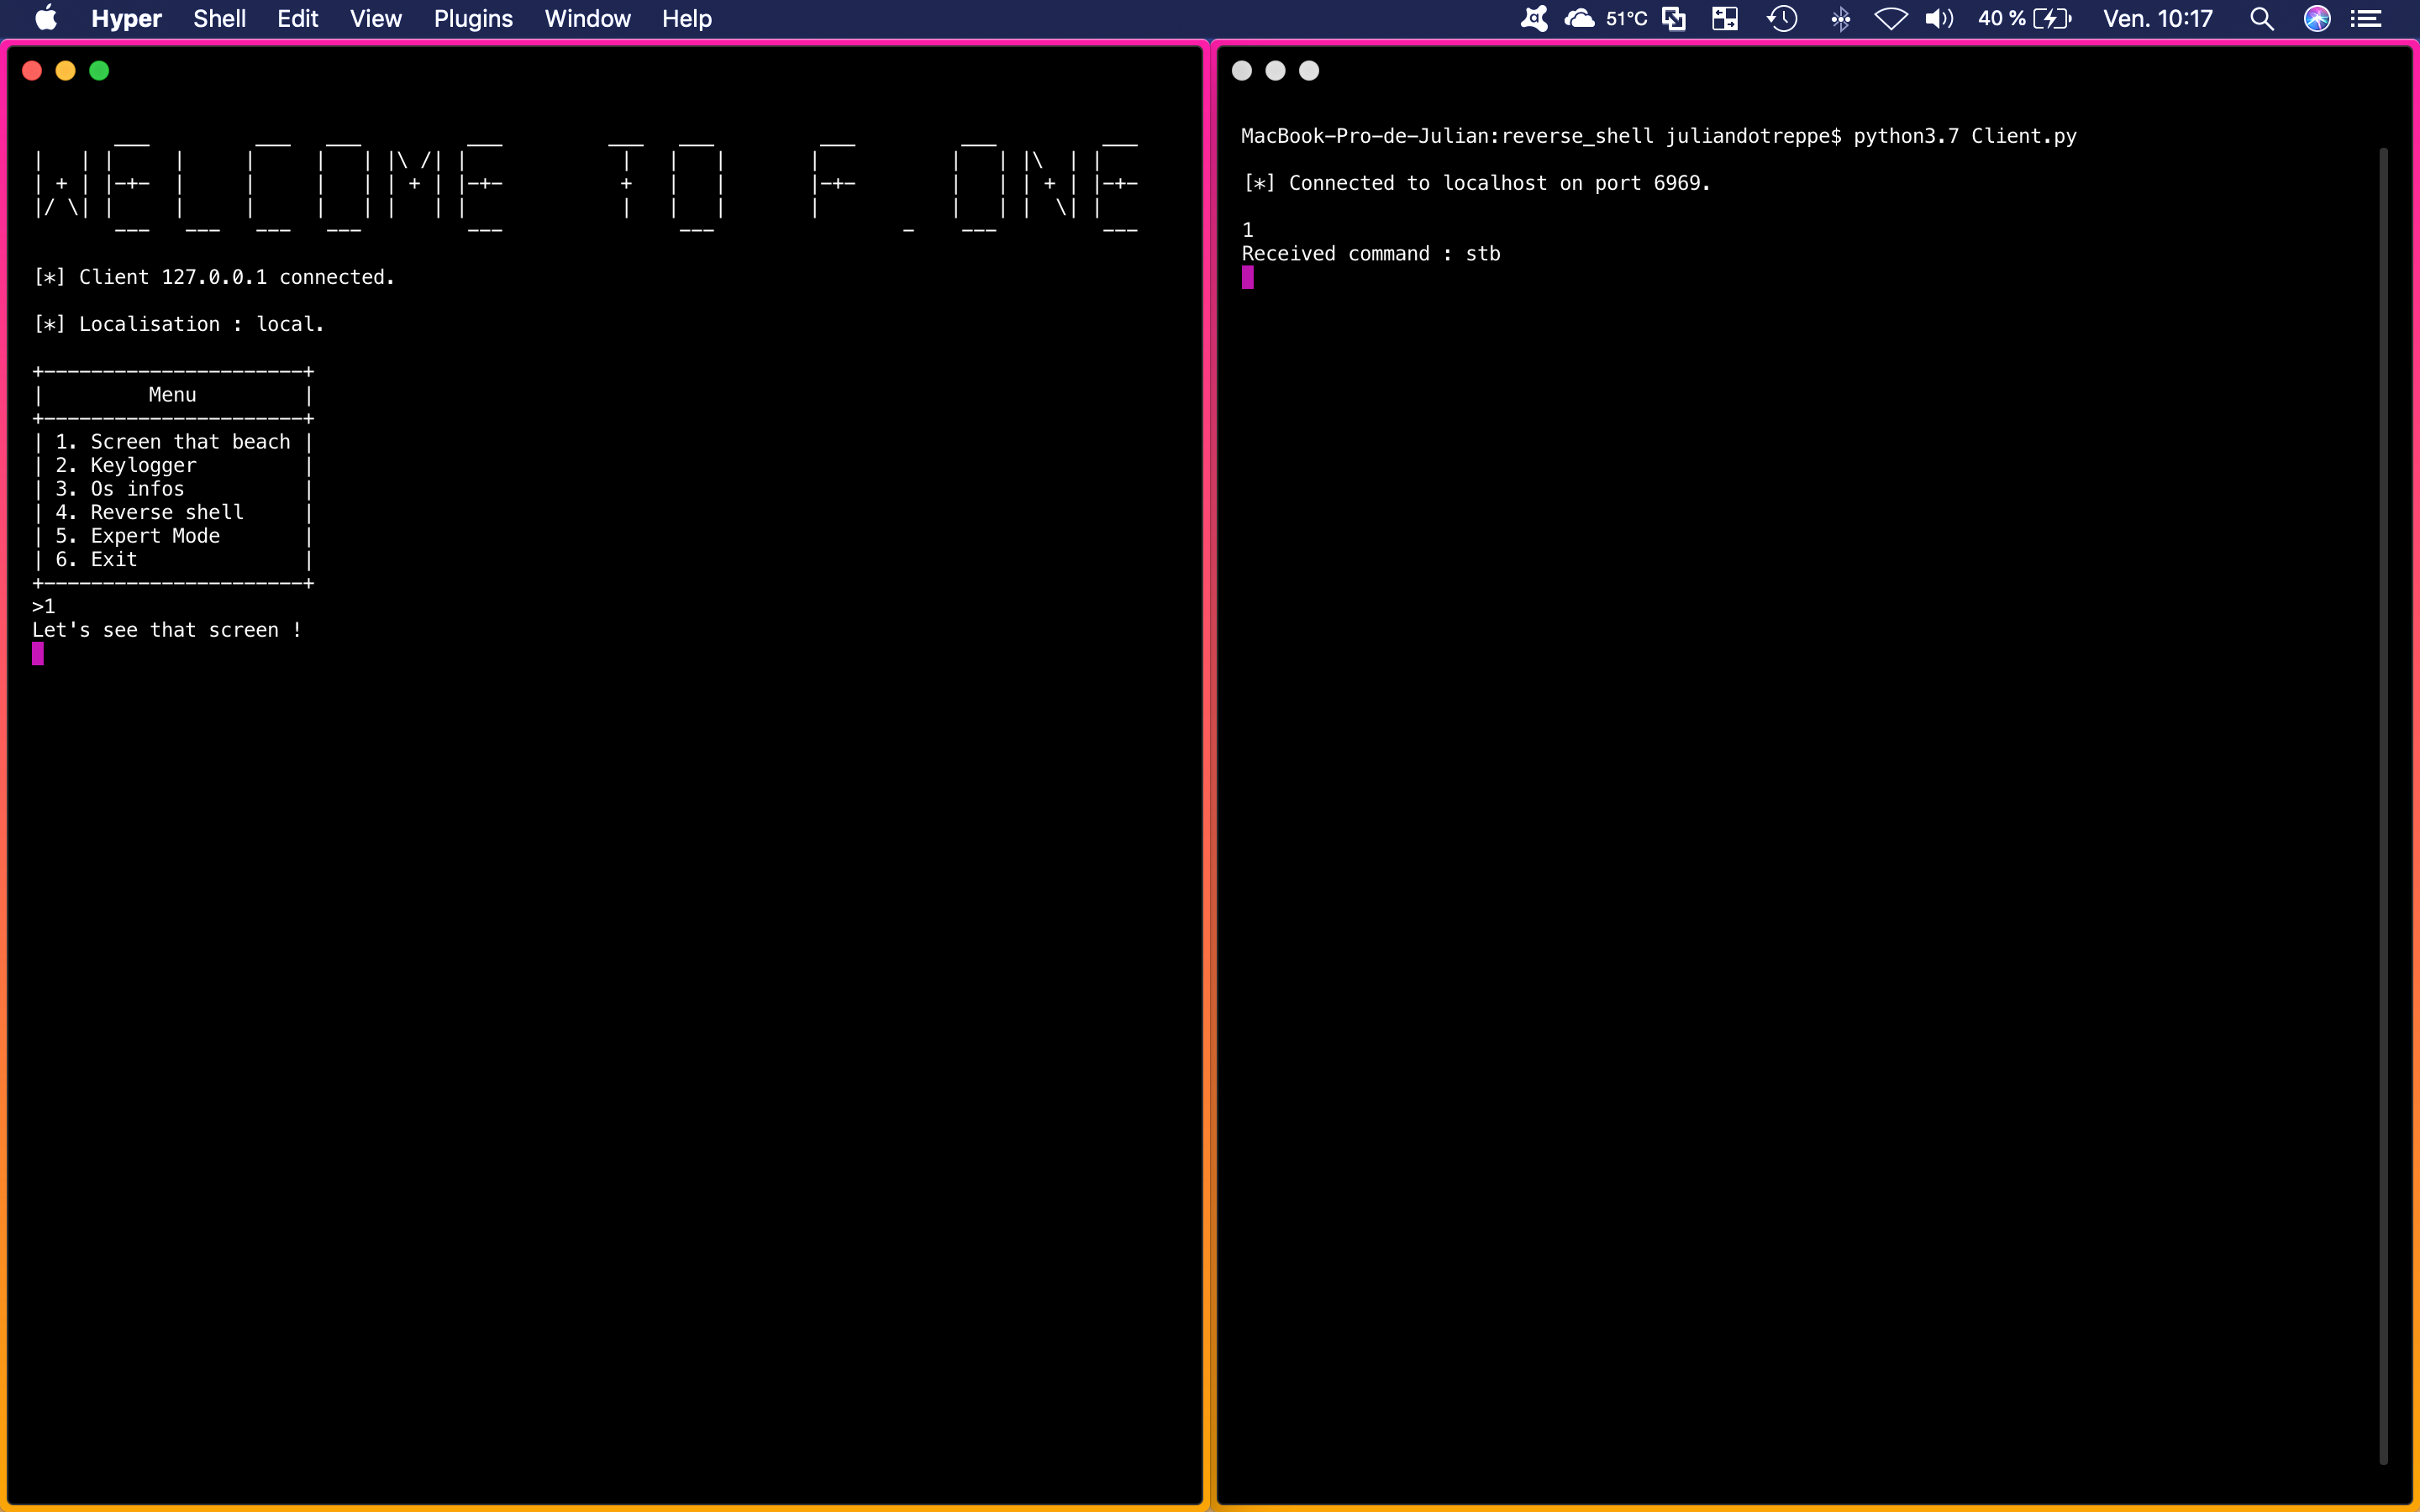 Hyper Shell Edit View Plugins Window Help 51°C 40 % Ven. 10:17
WELCOME TO F_ONE
[*] Client 127.0.0.1 connected.
[*] Localisation : local.
+----------------------+
| Menu |
+----------------------+
| 1. Screen that beach |
| 2. Keylogger |
| 3. Os infos |
| 4. Reverse shell |
| 5. Expert Mode |
| 6. Exit |
+----------------------+
>1
Let's see that screen !
MacBook-Pro-de-Julian:reverse_shell juliandotreppe$ python3.7 Client.py
[*] Connected to localhost on port 6969.
1
Received command : stb